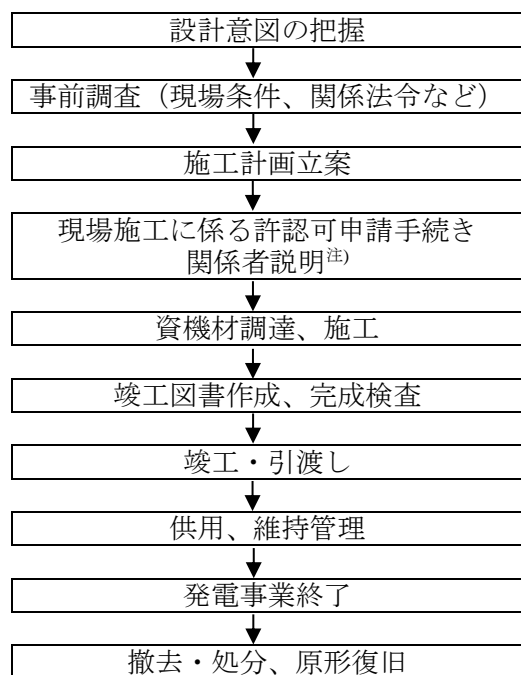 設計意図の把握
事前調査（現場条件、関係法令など）
施工計画立案
現場施工に係る許認可申請手続き
関係者説明注)
資機材調達、施工
竣工図書作成、完成検査
竣工・引渡し
供用、維持管理
発電事業終了
撤去・処分、原形復旧